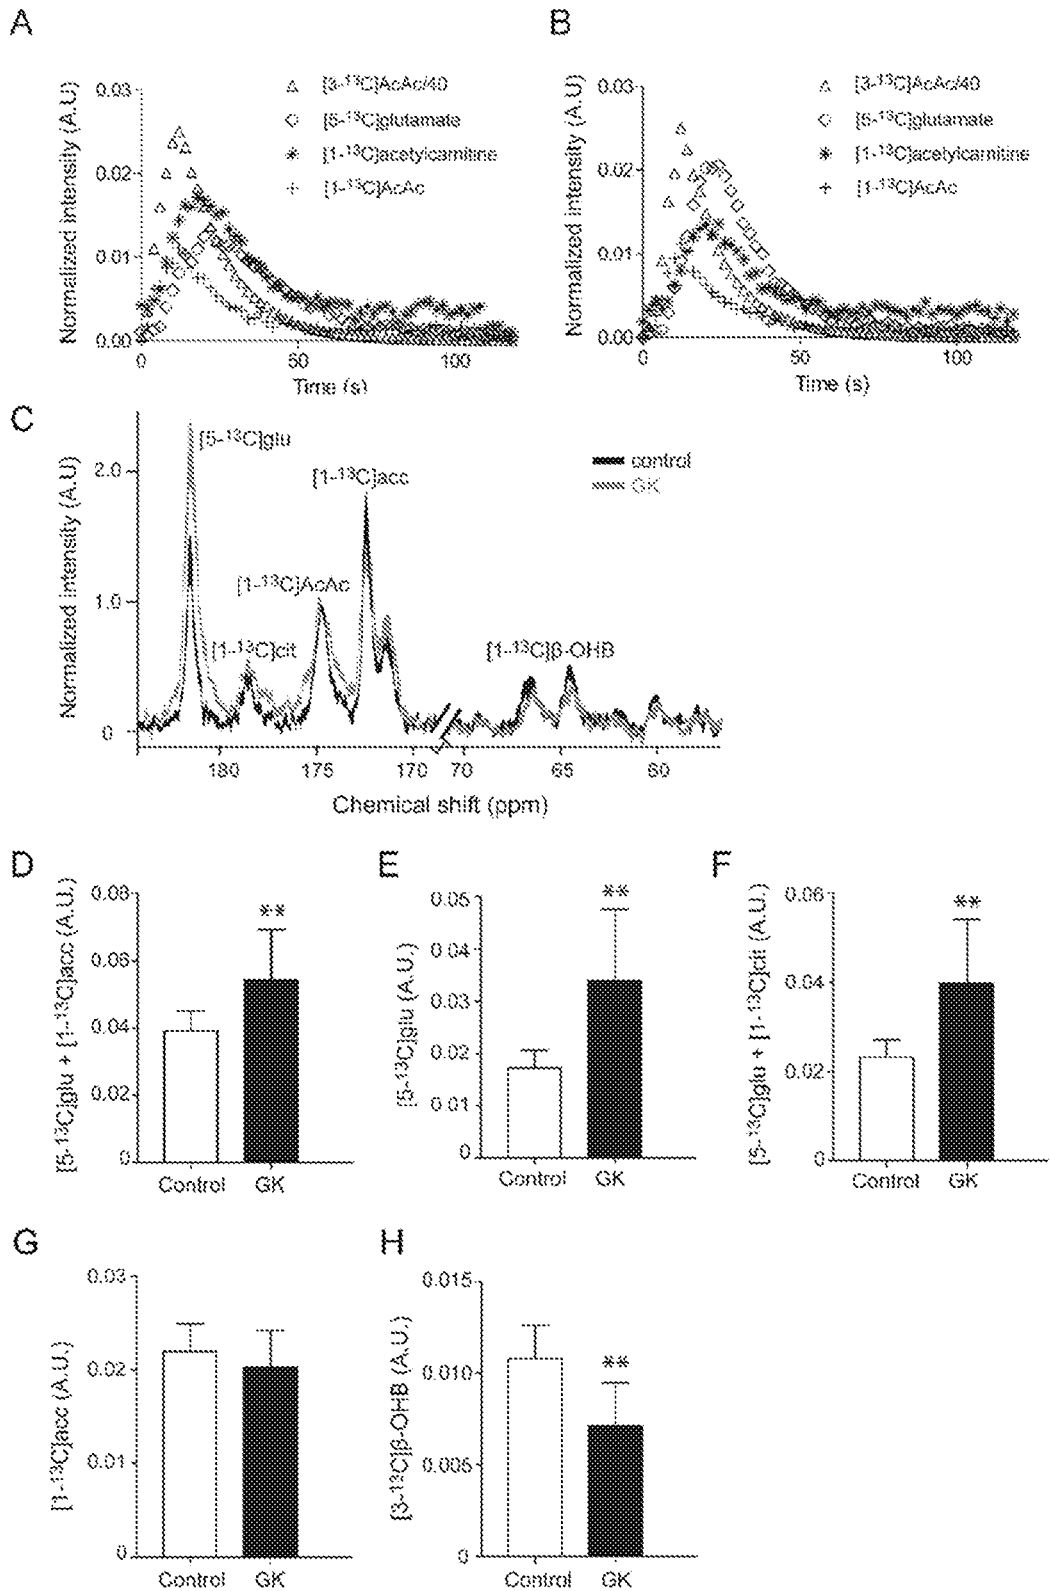 A
Normalized intensity (A.U)
0.03
0.02
0.01
0.00
0
50
100
Time (s)
[3-¹³C]AcAc/40
[5-¹³C]glutamate
[1-¹³C]acetylcarnitine
[1-¹³C]AcAc
B
Normalized intensity (A.U)
0.03
0.02
0.01
0.00
0
50
100
Time (s)
[3-¹³C]AcAc/40
[5-¹³C]glutamate
[1-¹³C]acetylcarnitine
[1-¹³C]AcAc
C
Normalized intensity (A.U)
2.0
1.0
0
[5-¹³C]glu
[1-¹³C]cit
[1-¹³C]AcAc
[1-¹³C]acc
[1-¹³C]β-OHB
control
GK
180
175
170
70
65
60
Chemical shift (ppm)
D
[5-¹³C]glu + [1-¹³C]acc (A.U.)
0.08
0.06
0.04
0.02
0
**
Control
GK
E
[5-¹³C]glu (A.U.)
0.05
0.04
0.03
0.02
0.01
0
**
Control
GK
F
[5-¹³C]glu + [1-¹³C]cit (A.U.)
0.06
0.04
0.02
0
**
Control
GK
G
[1-¹³C]acc (A.U.)
0.03
0.02
0.01
0
Control
GK
H
[3-¹³C]β-OHB (A.U.)
0.015
0.010
0.005
0
**
Control
GK